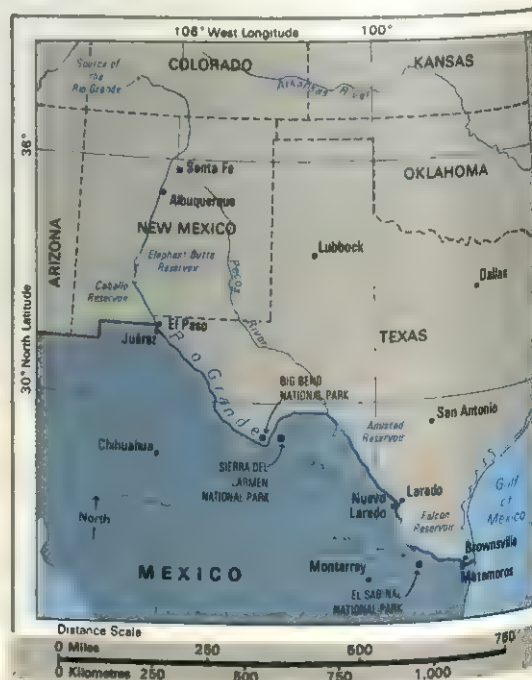 106° West Longitude 100°
Source of
the
Rio Grande
COLORADO
KANSAS
Arkansas River
36°
Santa Fe
OKLAHOMA
Albuquerque
NEW MEXICO
ARIZONA
Elephant Butte
Reservoir
Pecos
River
Lubbock
Dallas
Caballo
Reservoir
El Paso
Juárez
TEXAS
30° North Latitude
Rio Grande
BIG BEND
NATIONAL PARK
San Antonio
Amistad
Reservoir
Chihuahua
SIERRA DEL
CARMEN
NATIONAL PARK
Gulf
of
Mexico
Larado
Nuevo
Laredo
Falcon
Reservoir
North
Brownsville
Matamoros
MEXICO
Monterrey
EL SABINAL
NATIONAL PARK
Distance Scale
0 Miles 250 500 750
0 Kilometres 250 500 750 1,000